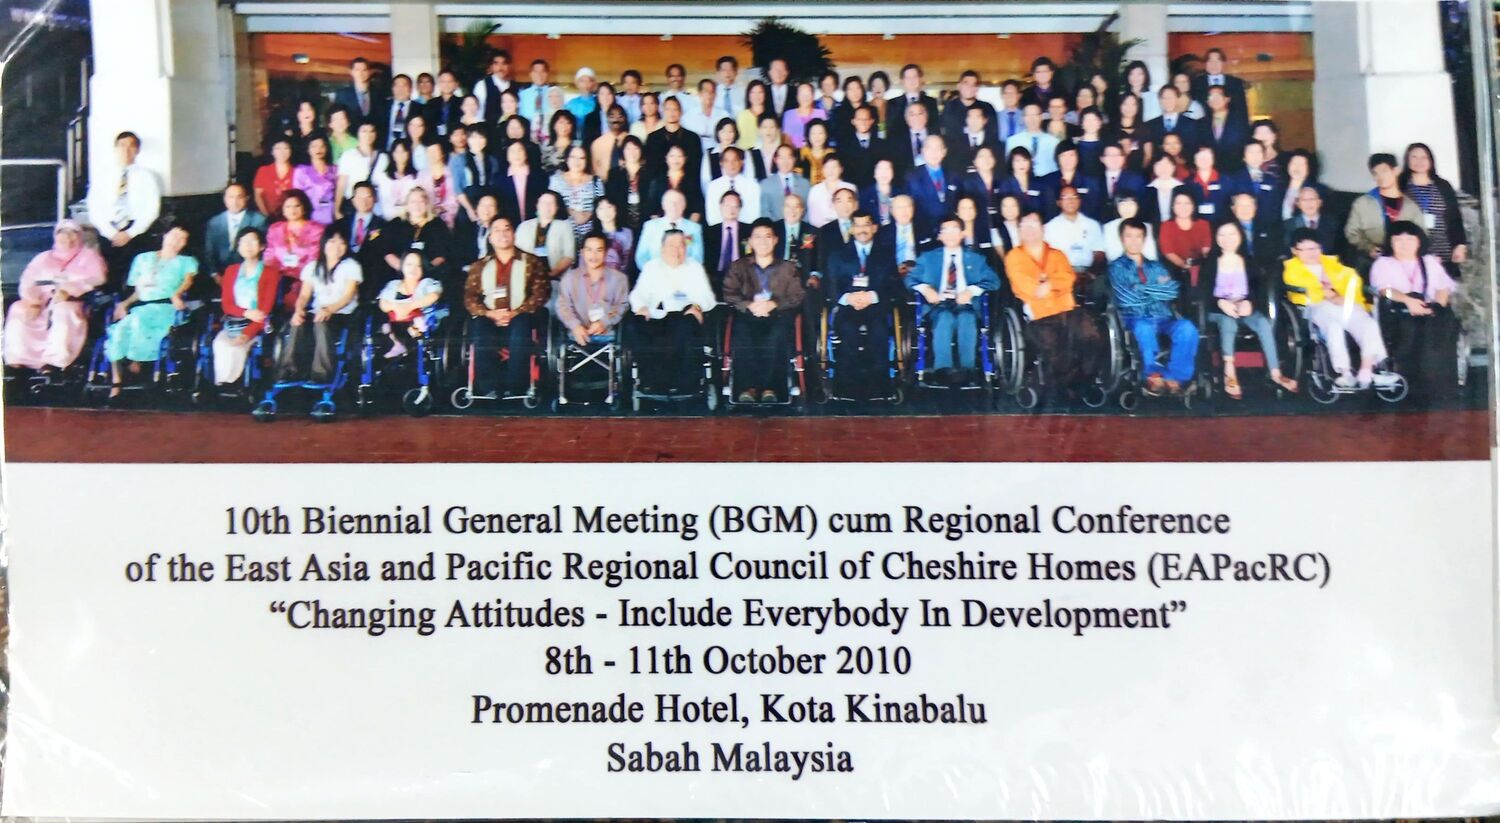 10th Biennial General Meeting (BGM) cum Regional Conference
of the East Asia and Pacific Regional Council of Cheshire Homes (EAPacRC)
“Changing Attitudes - Include Everybody In Development”
8th - 11th October 2010
Promenade Hotel, Kota Kinabalu
Sabah Malaysia